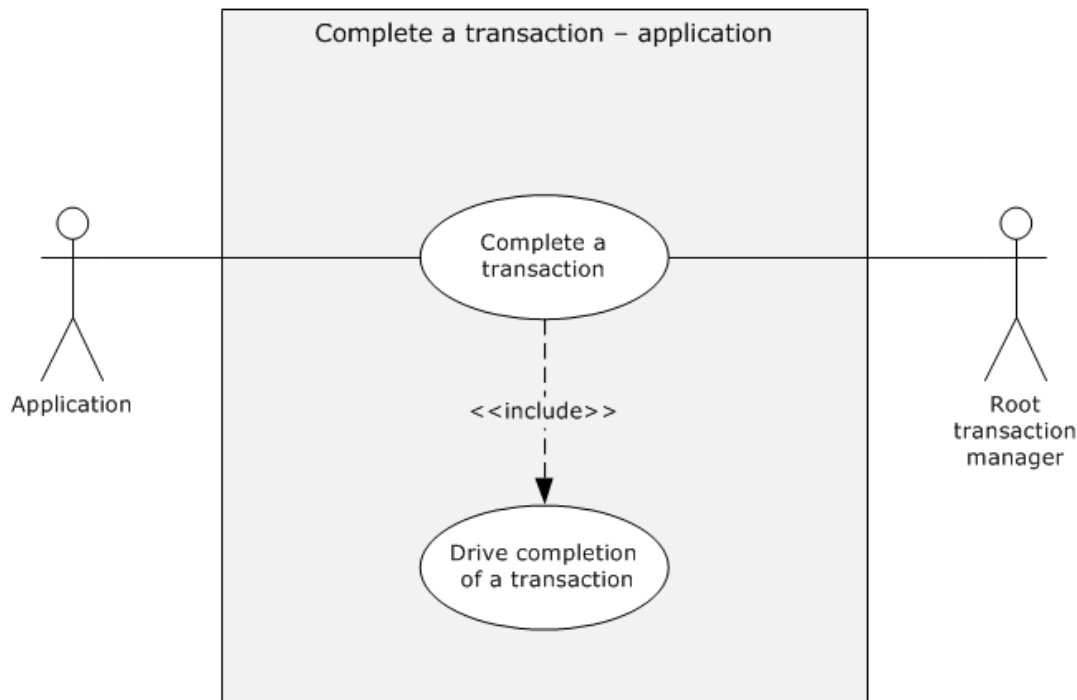 Complete a transaction – application
Complete a
transaction
Application
<<include>>
Root
transaction
manager
Drive completion
of a transaction